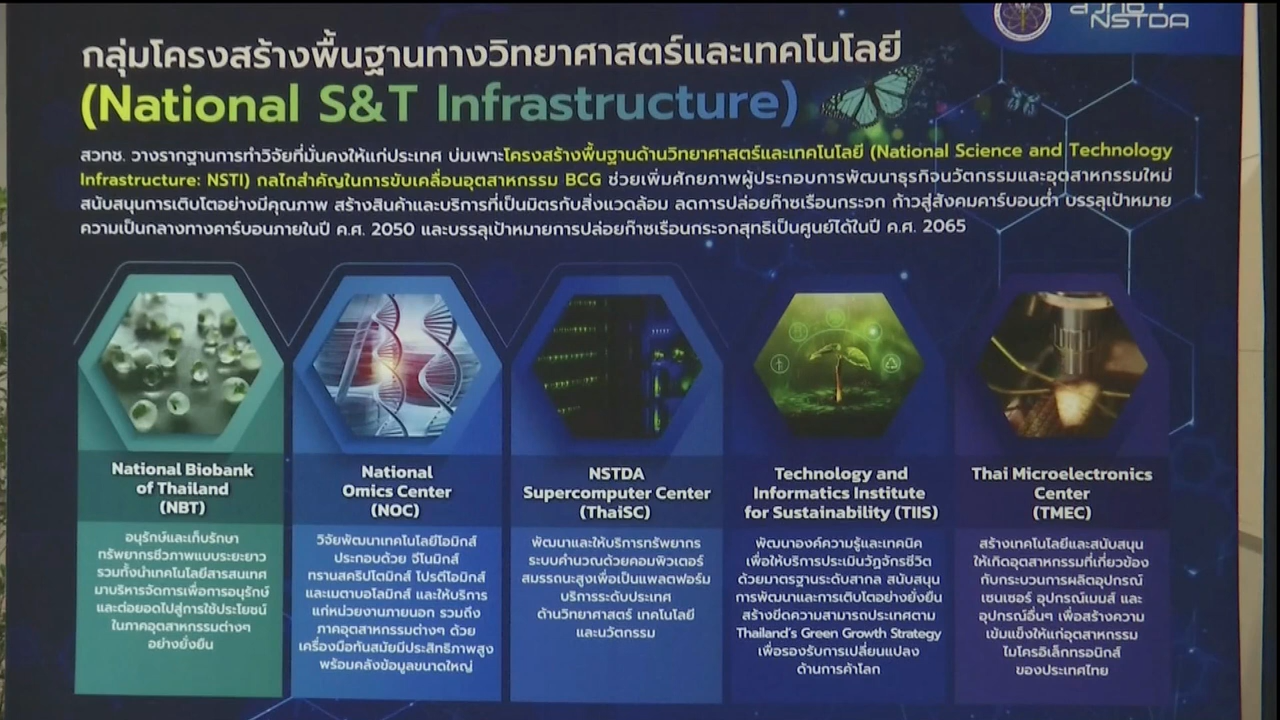 สวทช
NSTDA
กลุ่มโครงสร้างพื้นฐานทางวิทยาศาสตร์และเทคโนโลยี
(National S&T Infrastructure)
สวทช. วางรากฐานการทำวิจัยที่มั่นคงให้แก่ประเทศ บ่มเพาะโครงสร้างพื้นฐานด้านวิทยาศาสตร์และเทคโนโลยี (National Science and Technology
Infrastructure: NSTI) กลไกสำคัญในการขับเคลื่อนอุตสาหกรรม BCG ช่วยเพิ่มศักยภาพผู้ประกอบการพัฒนาธุรกิจนวัตกรรมและอุตสาหกรรมใหม่
สนับสนุนการเติบโตอย่างมีคุณภาพ สร้างสินค้าและบริการที่เป็นมิตรกับสิ่งแวดล้อม ลดการปล่อยก๊าซเรือนกระจก ก้าวสู่สังคมคาร์บอนต่ำ บรรลุเป้าหมาย
ความเป็นกลางทางคาร์บอนภายในปี ค.ศ. 2050 และบรรลุเป้าหมายการปล่อยก๊าซเรือนกระจกสุทธิเป็นศูนย์ได้ในปี ค.ศ. 2065
National Biobank
of Thailand
(NBT)
อนุรักษ์และเก็บรักษา
ทรัพยากรชีวภาพแบบระยะยาว
รวมทั้งนำเทคโนโลยีสารสนเทศ
มาบริหารจัดการเพื่อการอนุรักษ์
และต่อยอดไปสู่การใช้ประโยชน์
ในภาคอุตสาหกรรมต่างๆ
อย่างยั่งยืน
National
Omics Center
(NOC)
วิจัยพัฒนาเทคโนโลยีโอมิกส์
ประกอบด้วย จีโนมิกส์
ทรานสคริปโตมิกส์ โปรตีโอมิกส์
และเมตาบอโลมิกส์ และให้บริการ
แก่หน่วยงานภายนอก รวมถึง
ภาคอุตสาหกรรมต่างๆ ด้วย
เครื่องมือทันสมัยมีประสิทธิภาพสูง
พร้อมคลังข้อมูลขนาดใหญ่
NSTDA
Supercomputer Center
(ThaiSC)
พัฒนาและให้บริการทรัพยากร
ระบบคำนวณด้วยคอมพิวเตอร์
สมรรถนะสูงเพื่อเป็นแพลตฟอร์ม
บริการระดับประเทศ
ด้านวิทยาศาสตร์ เทคโนโลยี
และนวัตกรรม
Technology and
Informatics Institute
for Sustainability (TIIS)
พัฒนาองค์ความรู้และเทคนิค
เพื่อให้บริการประเมินวัฏจักรชีวิต
ด้วยมาตรฐานระดับสากล สนับสนุน
การพัฒนาและการเติบโตอย่างยั่งยืน
สร้างขีดความสามารถประเทศตาม
Thailand's Green Growth Strategy
เพื่อรองรับการเปลี่ยนแปลง
ด้านการค้าโลก
Thai Microelectronics
Center
(TMEC)
สร้างเทคโนโลยีและสนับสนุน
ให้เกิดอุตสาหกรรมที่เกี่ยวข้อง
กับกระบวนการผลิตอุปกรณ์
เซนเซอร์ อุปกรณ์เมมส์ และ
อุปกรณ์อื่นๆ เพื่อสร้างความ
เข้มแข็งให้แก่อุตสาหกรรม
ไมโครอิเล็กทรอนิกส์
ของประเทศไทย